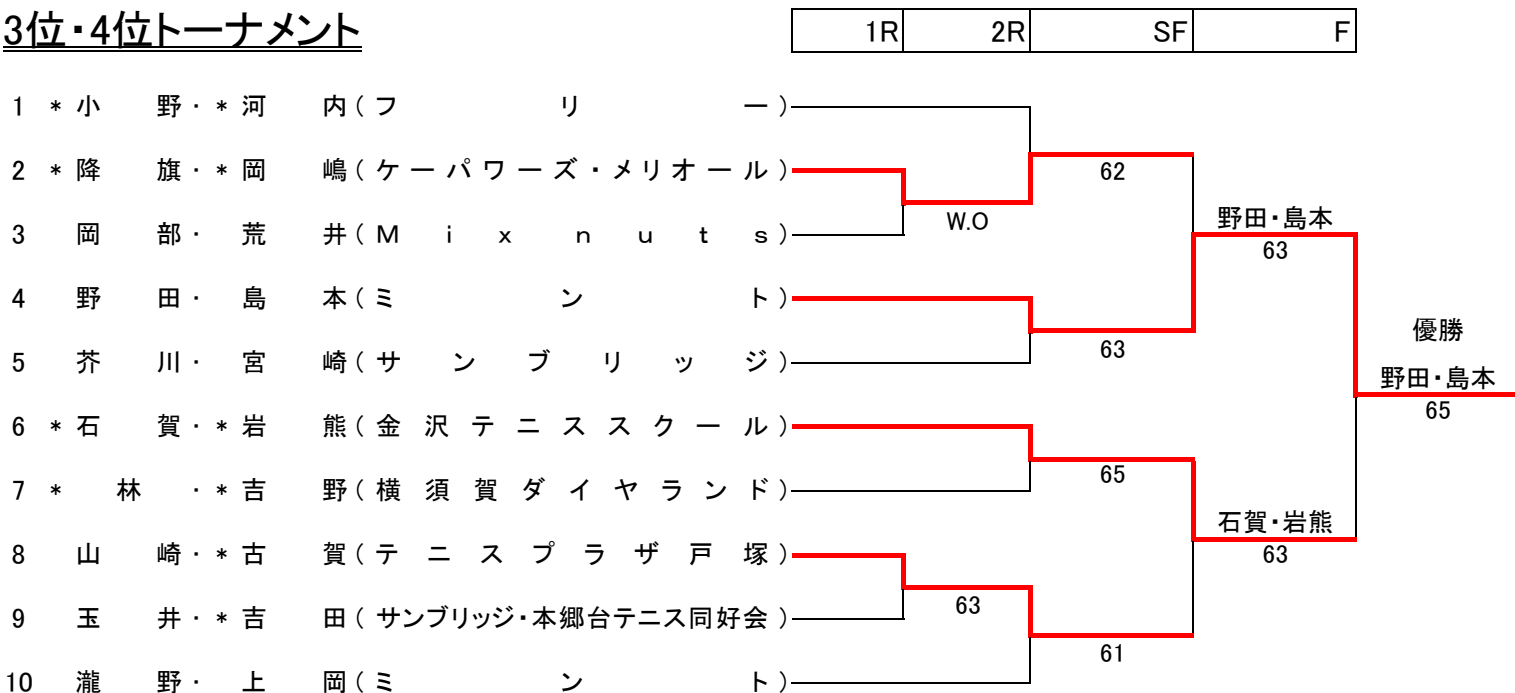 3位・4位トーナメント
1R 2R SF F
1 *小野・*河内(フリー)
2 *降旗・*岡嶋(ケーパワーズ・メリオール)
62
W.O
3 岡部・荒井(Mixnuts)
野田・島本
63
4 野田・島本(ミント)
優勝
63
5 芥川・宮崎(サンブリッジ)
野田・島本
65
6 *石賀・*岩熊(金沢テニススクール)
65
7 *林・*吉野(横須賀ダイヤランド)
石賀・岩熊
63
8 山崎・*古賀(テニスプラザ戸塚)
63
9 玉井・*吉田(サンブリッジ・本郷台テニス同好会)
61
10 瀧野・上岡(ミント)